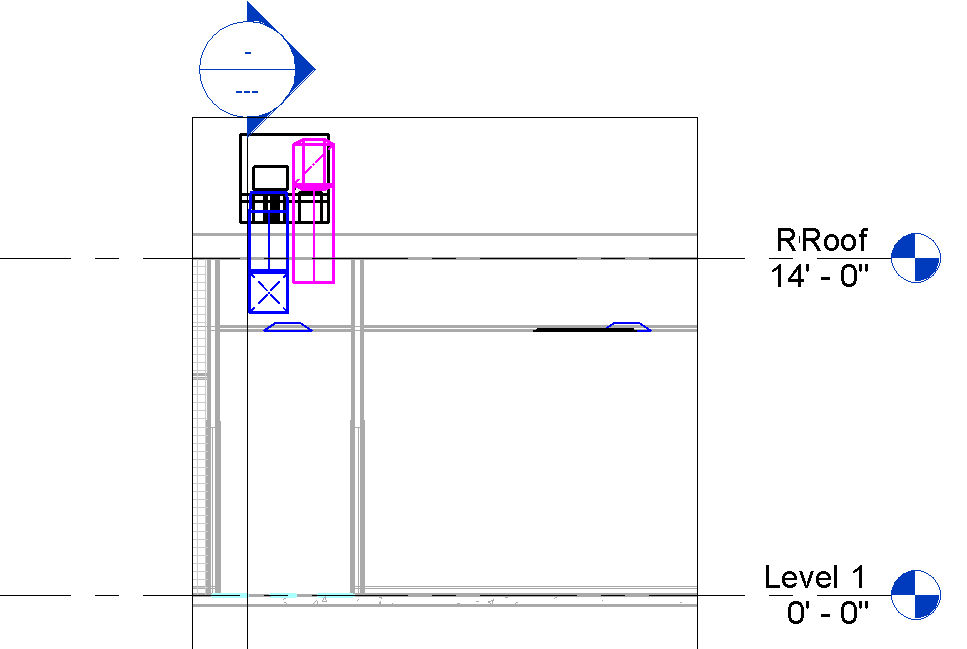 -
---
Roof
14' - 0"
Level 1
0' - 0"